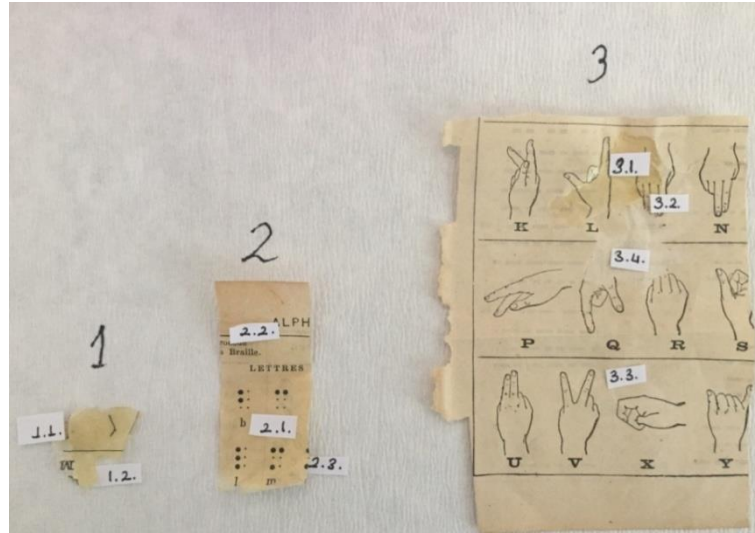 3
3.1.
3.2.
K L N
2
3.4.
2.2.
ALPH
Braille.
P Q R S
1
LETTRES
3.3.
1.1.
b
2.1.
1.2.
2.3.
l m
U V X Y